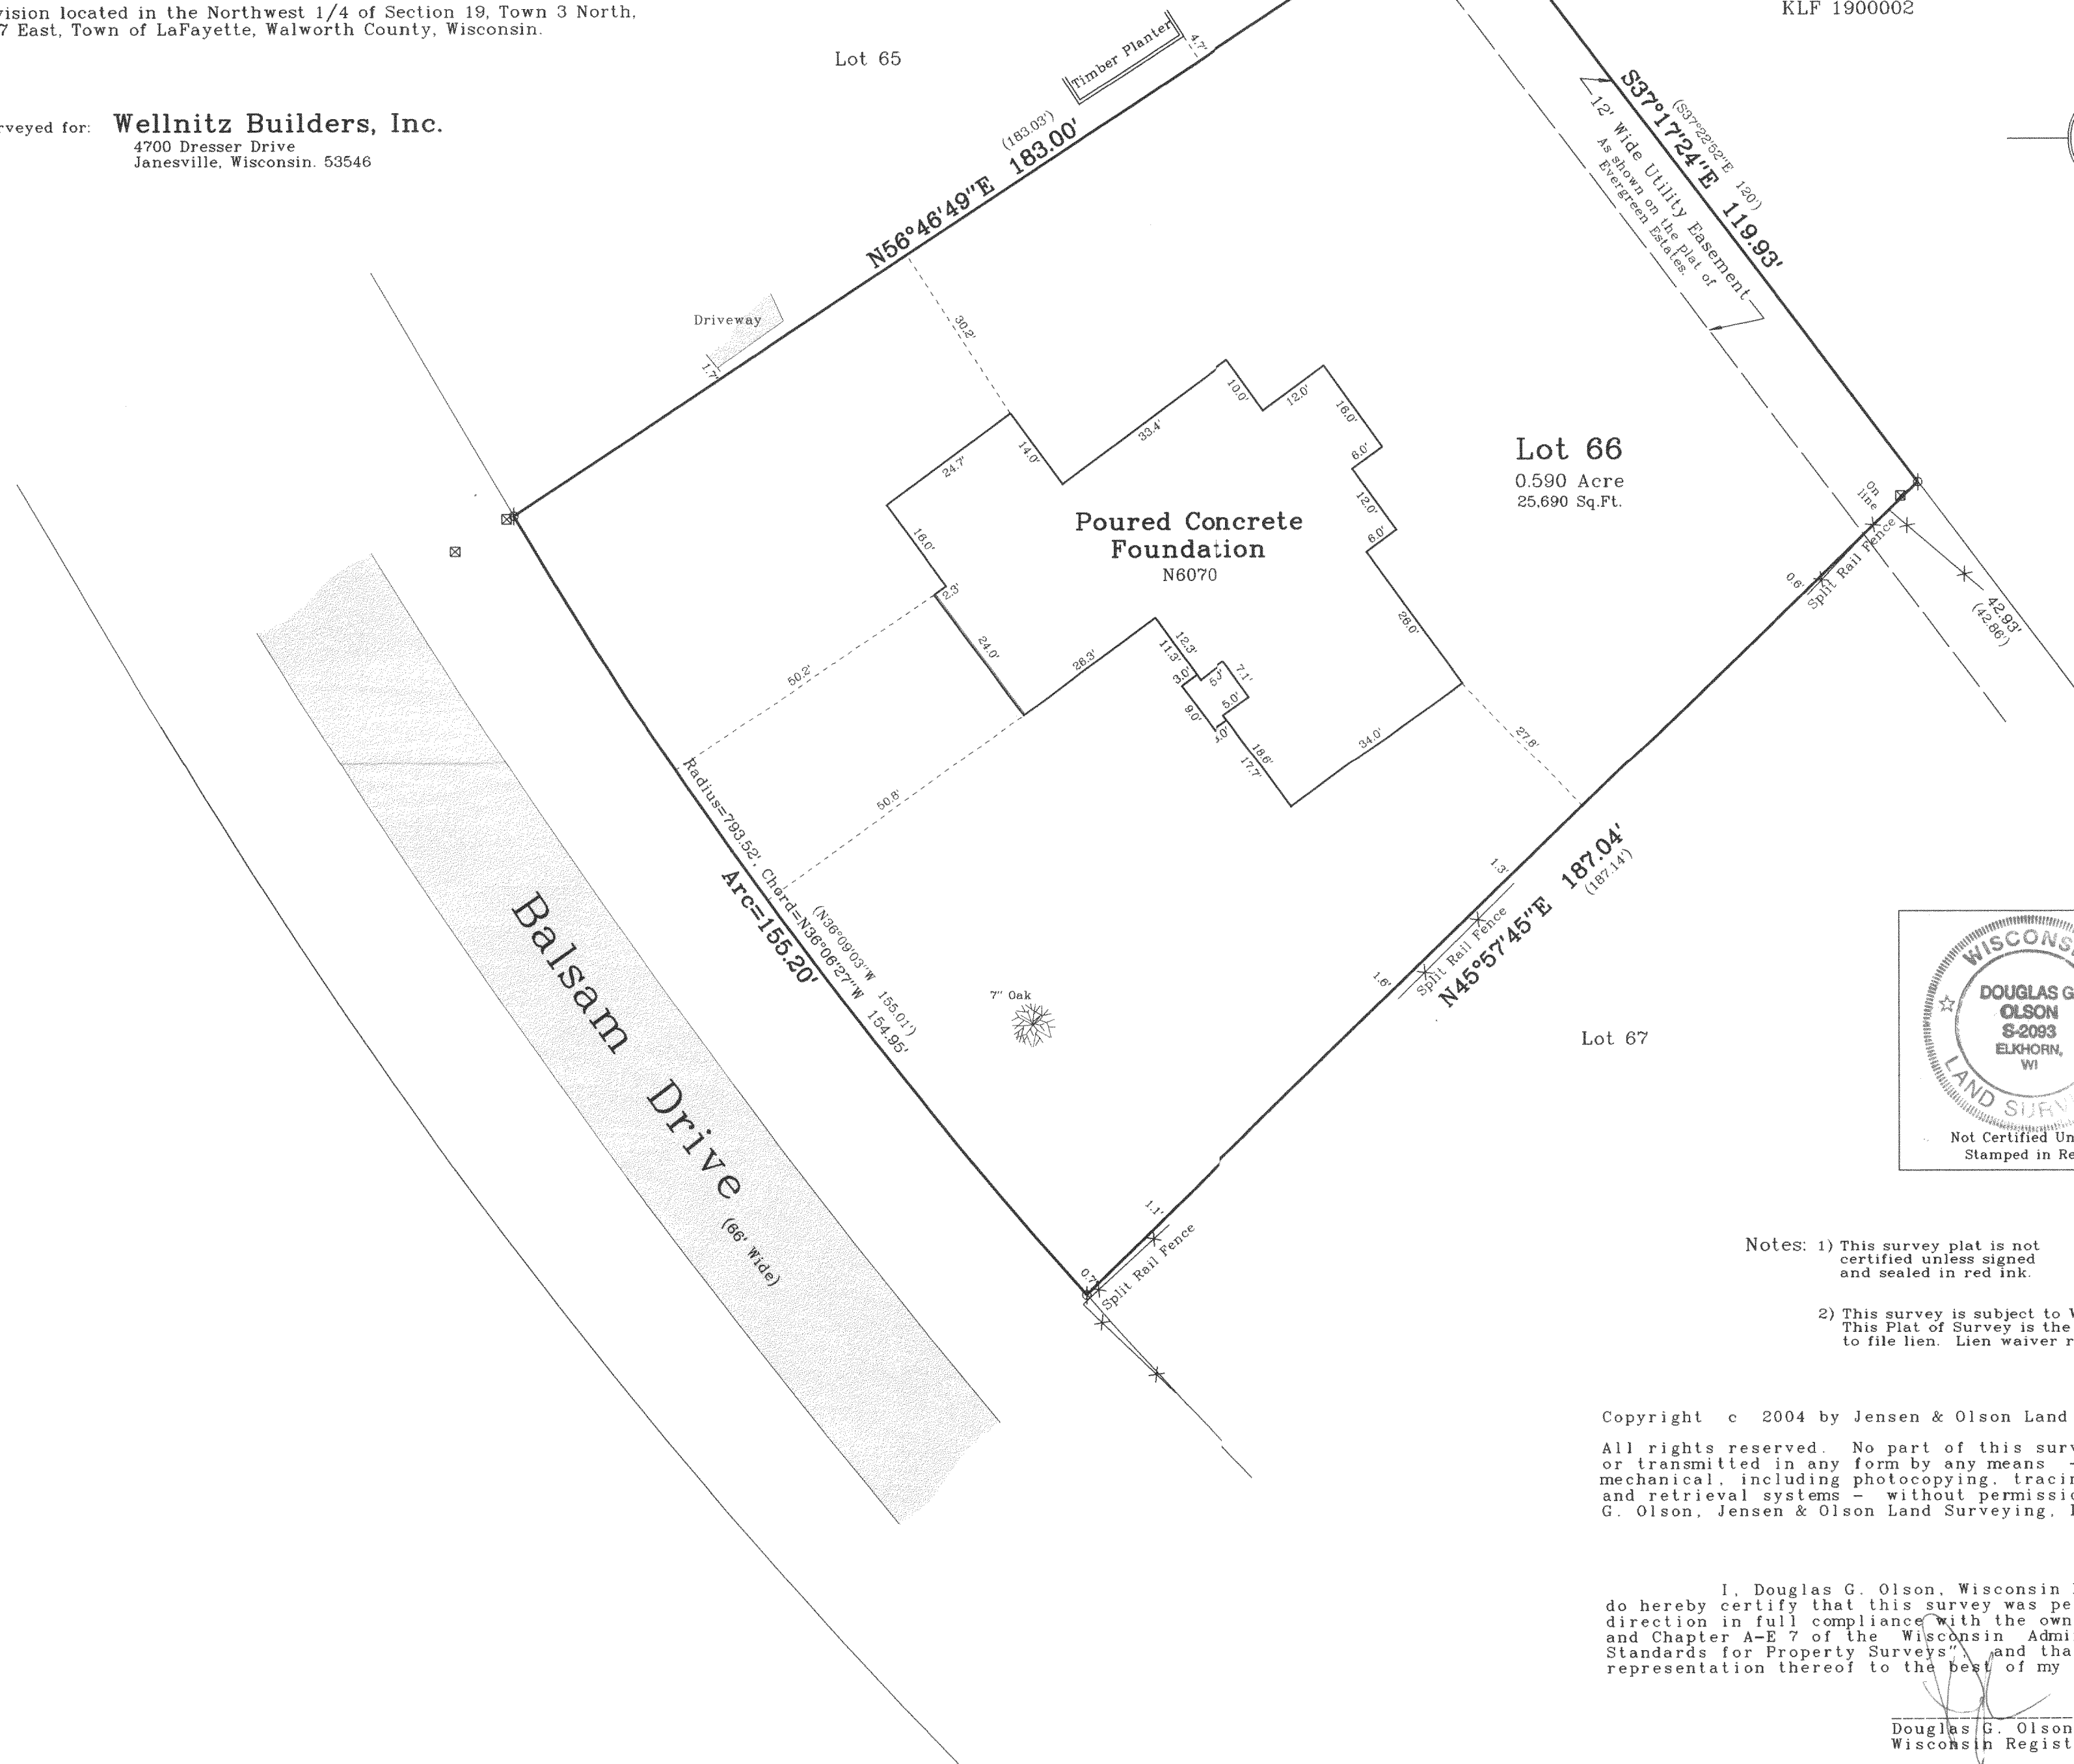 vision located in the Northwest 1/4 of Section 19, Town 3 North,
7 East, Town of LaFayette, Walworth County, Wisconsin.
rveyed for: Wellnitz Builders, Inc.
4700 Dresser Drive
Janesville, Wisconsin. 53546
KLF 1900002
Lot 65
Timber Planter
4.7'
(183.03')
N56°46'49"E 183.00'
S37°17'24"E 119.93'
(S37°22'52"E 120')
12' Wide Utility Easement
As shown on the plat of
Evergreen Estates.
Driveway
1.7'
30.2'
24.7'
14.0'
33.4'
10.0'
12.0'
16.0'
6.0'
12.0'
6.0'
26.0'
16.0'
2.3'
24.0'
26.3'
12.3'
11.3'
3.0'
5.5'
7.1'
5.0'
9.0'
18.6'
17.7'
34.0'
27.8'
50.2'
50.8'
Lot 66
0.590 Acre
25,690 Sq.Ft.
Poured Concrete
Foundation
N6070
On
line
Split Rail Fence
0.6'
42.93'
(42.86')
Radius=793.52', Chord=N36°06'27"W 154.95'
(N36°09'03"W 155.01')
Arc=155.20'
1.3'
Split Rail Fence
1.6'
N45°57'45"E 187.04'
(187.14')
7" Oak
Lot 67
Balsam Drive
(66' Wide)
1.1'
0.7'
Split Rail Fence
WISCONS
DOUGLAS G
OLSON
S-2093
ELKHORN,
WI
LAND SURV
Not Certified Un
Stamped in Re
Notes: 1) This survey plat is not
certified unless signed
and sealed in red ink.
2) This survey is subject to W
This Plat of Survey is the
to file lien. Lien waiver r
Copyright c 2004 by Jensen & Olson Land
All rights reserved. No part of this surv
or transmitted in any form by any means -
mechanical, including photocopying, tracin
and retrieval systems - without permissio
G. Olson, Jensen & Olson Land Surveying,
I, Douglas G. Olson, Wisconsin
do hereby certify that this survey was pe
direction in full compliance with the own
and Chapter A-E 7 of the Wisconsin Admi
Standards for Property Surveys", and tha
representation thereof to the best of my
Douglas G. Olson
Wisconsin Regist